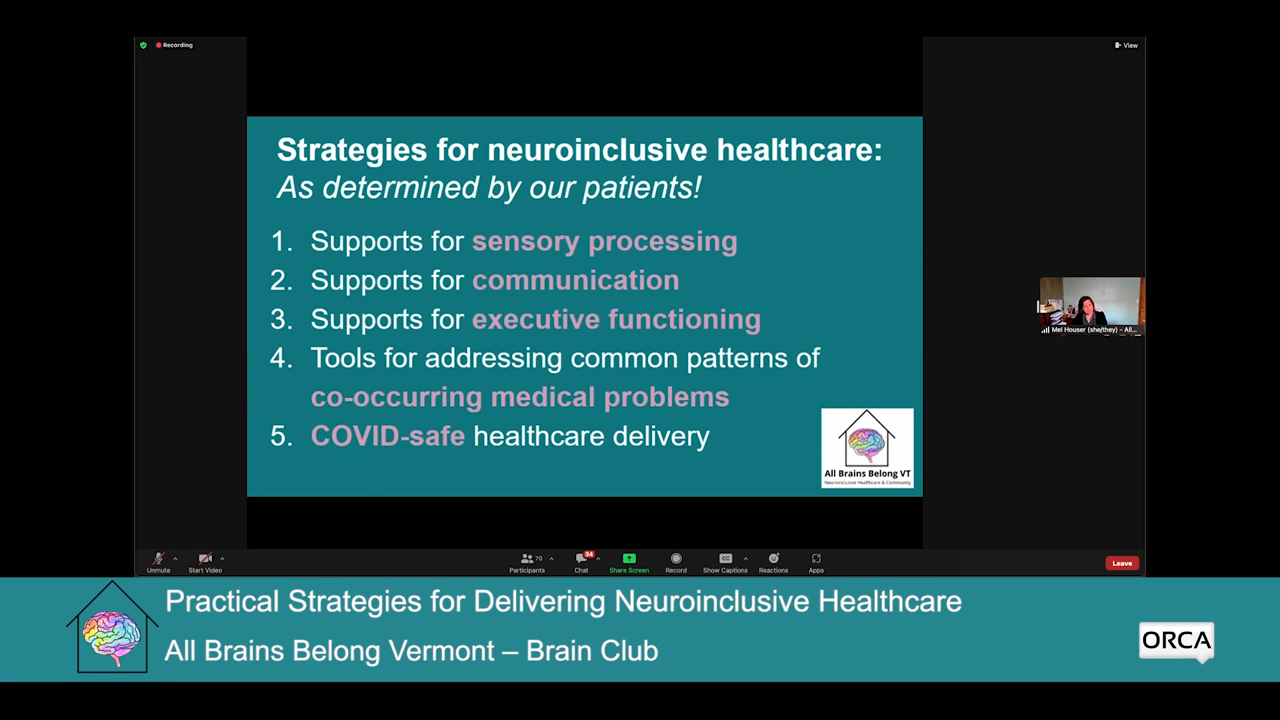 Recording
View
Strategies for neuroinclusive healthcare:
As determined by our patients!
1. Supports for sensory processing
2. Supports for communication
3. Supports for executive functioning
4. Tools for addressing common patterns of
co-occurring medical problems
5. COVID-safe healthcare delivery
All Brains Belong VT
Neuroinclusive Healthcare & Community
Mel Houser (she/they) - All...
Unmute
Start Video
70
Participants
34
Chat
Share Screen
Record
CC
Show Captions
Reactions
Apps
Leave
Practical Strategies for Delivering Neuroinclusive Healthcare
All Brains Belong Vermont – Brain Club
ORCA